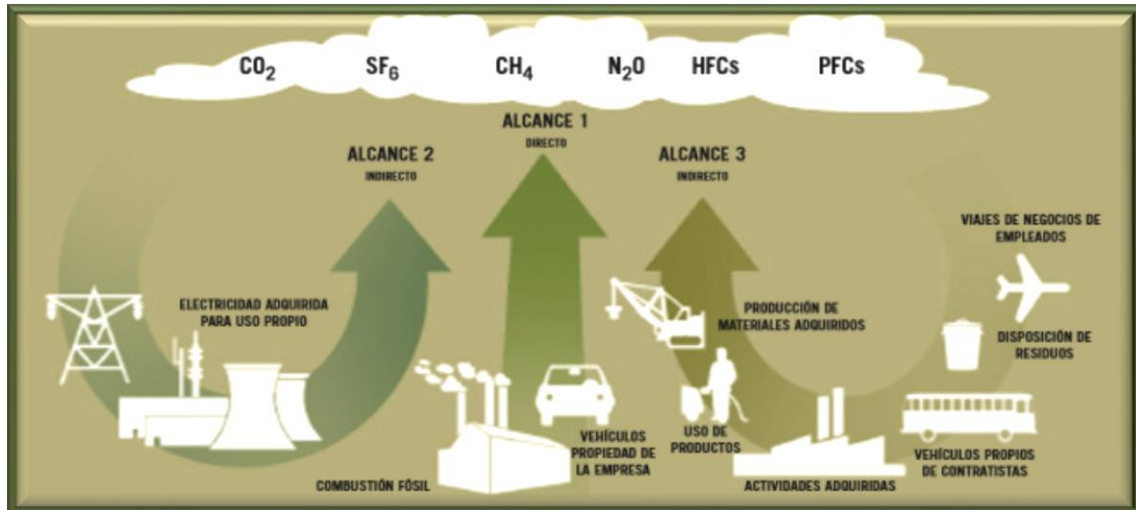 CO₂ SF₆ CH₄ N₂O HFCs PFCs
ALCANCE 1
DIRECTO
ALCANCE 2
INDIRECTO
ALCANCE 3
INDIRECTO
ELECTRICIDAD ADQUIRIDA
PARA USO PROPIO
COMBUSTIÓN FÓSIL
VEHÍCULOS
PROPIEDAD DE
LA EMPRESA
PRODUCCIÓN DE
MATERIALES ADQUIRIDOS
USO DE
PRODUCTOS
ACTIVIDADES ADQUIRIDAS
VIAJES DE NEGOCIOS DE
EMPLEADOS
DISPOSICIÓN DE
RESIDUOS
VEHÍCULOS PROPIOS
DE CONTRATISTAS